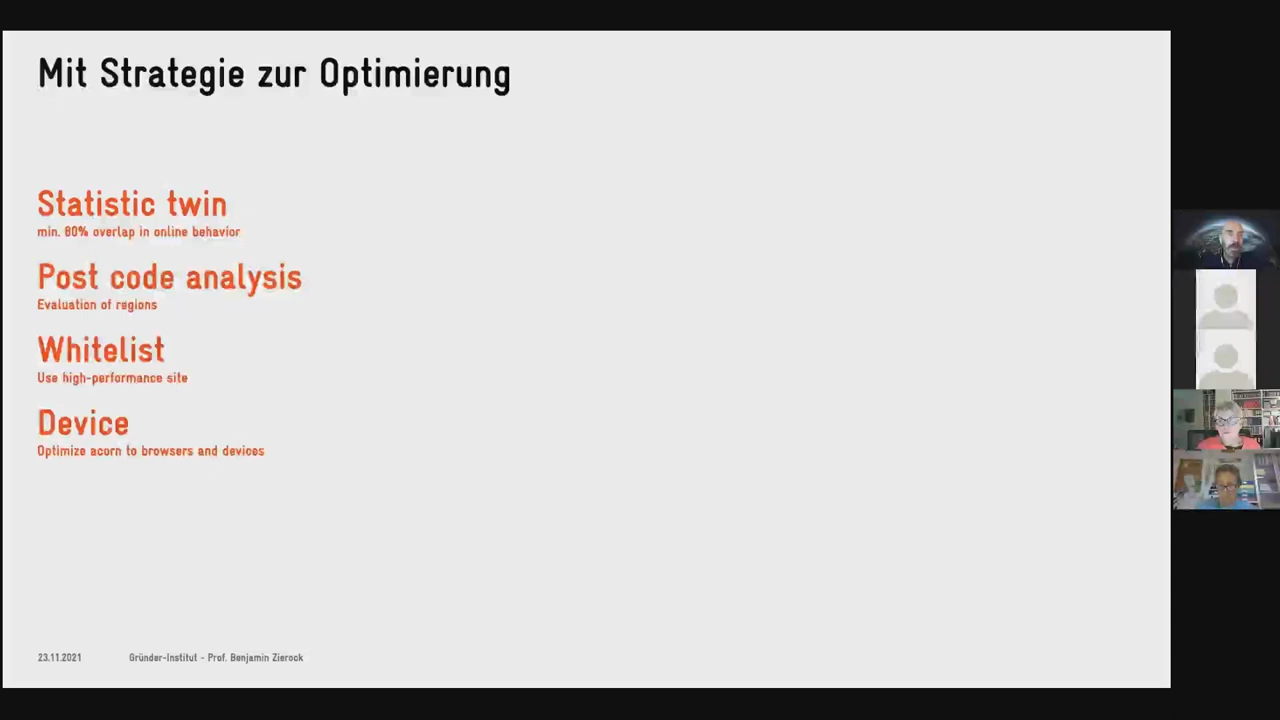 Mit Strategie zur Optimierung
Statistic twin
min. 80% overlap in online behavior
Post code analysis
Evaluation of regions
Whitelist
Use high-performance site
Device
Optimize acorn to browsers and devices
23.11.2021 Gründer-Institut - Prof. Benjamin Zierock